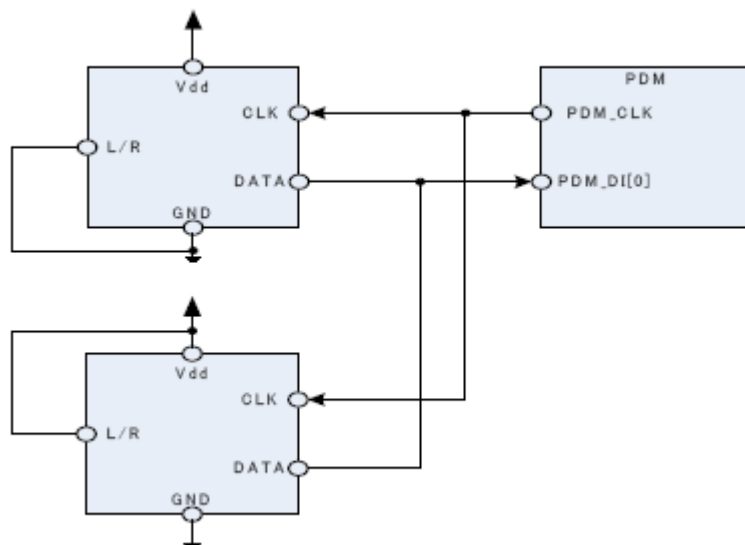 Vdd
CLK
L/R
DATA
GND
PDM
PDM_CLK
PDM_DI[0]
Vdd
CLK
L/R
DATA
GND